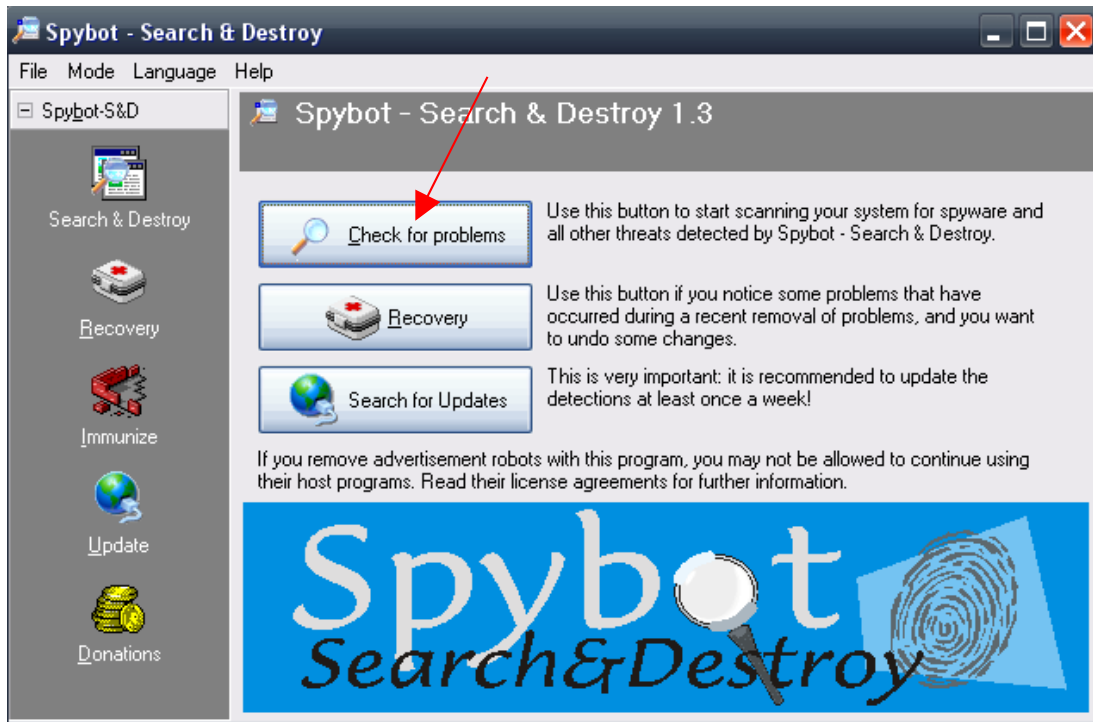 Spybot - Search & Destroy
File Mode Language Help
Spybot-S&D
Search & Destroy
Recovery
Immunize
Update
Donations
Spybot - Search & Destroy 1.3
Check for problems
Use this button to start scanning your system for spyware and
all other threats detected by Spybot - Search & Destroy.
Recovery
Use this button if you notice some problems that have
occurred during a recent removal of problems, and you want
to undo some changes.
Search for Updates
This is very important: it is recommended to update the
detections at least once a week!
If you remove advertisement robots with this program, you may not be allowed to continue using
their host programs. Read their license agreements for further information.
Spybot
Search&Destroy